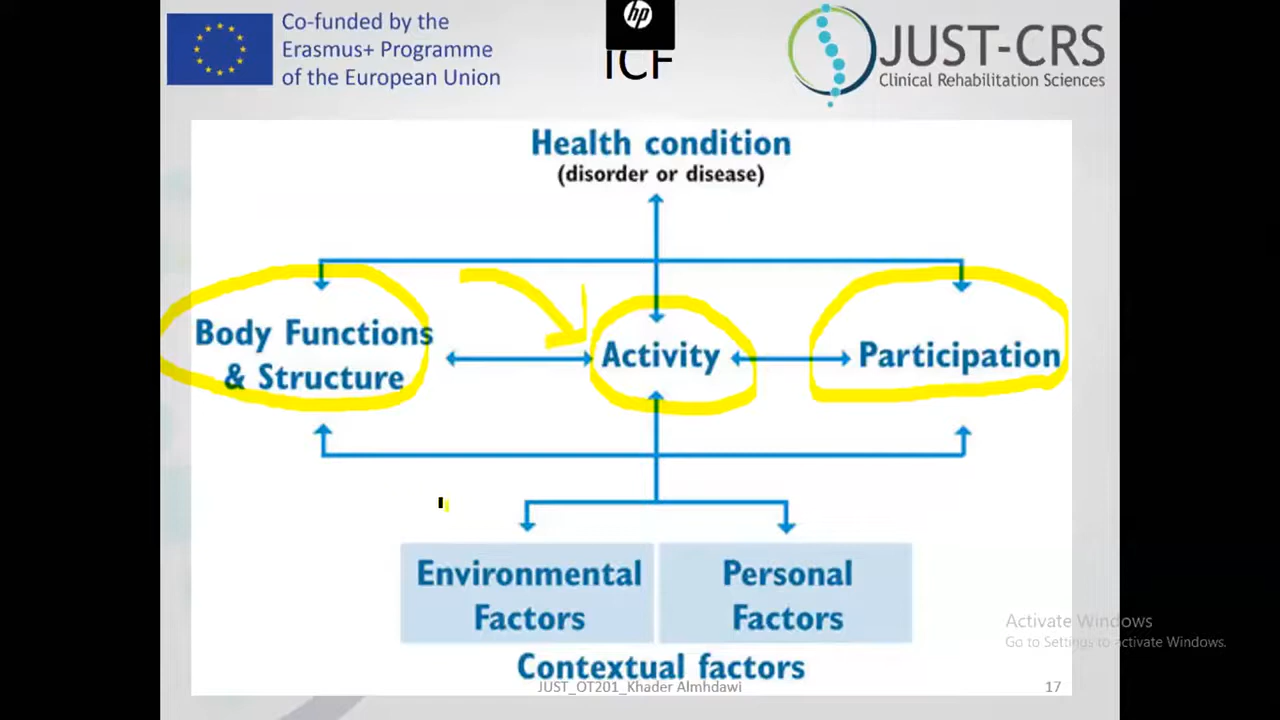 Co-funded by the
Erasmus+ Programme
of the European Union
hp
ICF
JUST-CRS
Clinical Rehabilitation Sciences
Health condition
(disorder or disease)
Body Functions
& Structure
Activity
Participation
Environmental
Factors
Personal
Factors
Contextual factors
JUST_OT201_Khader Almhdawi
17
Activate Windows
Go to Settings to activate Windows.